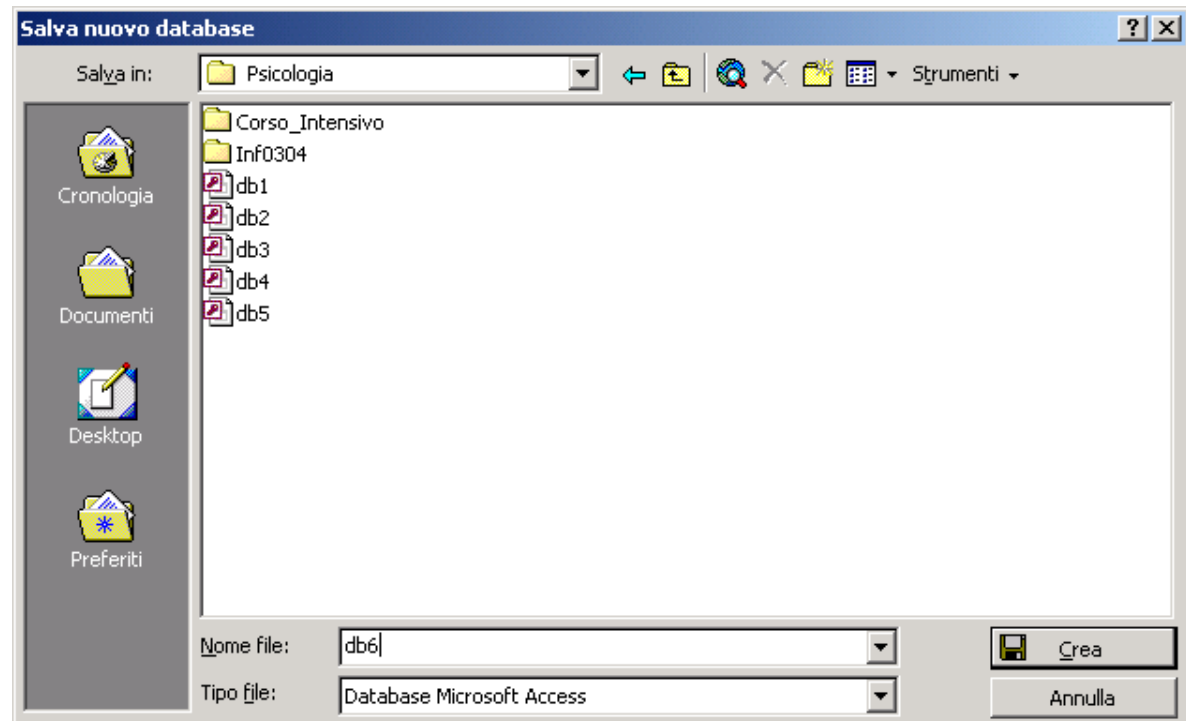 Salva nuovo database
Salva in: Psicologia Strumenti
Corso_Intensivo
Inf0304
db1
db2
db3
db4
db5
Cronologia
Documenti
Desktop
Preferiti
Nome file: db6 Crea
Tipo file: Database Microsoft Access Annulla